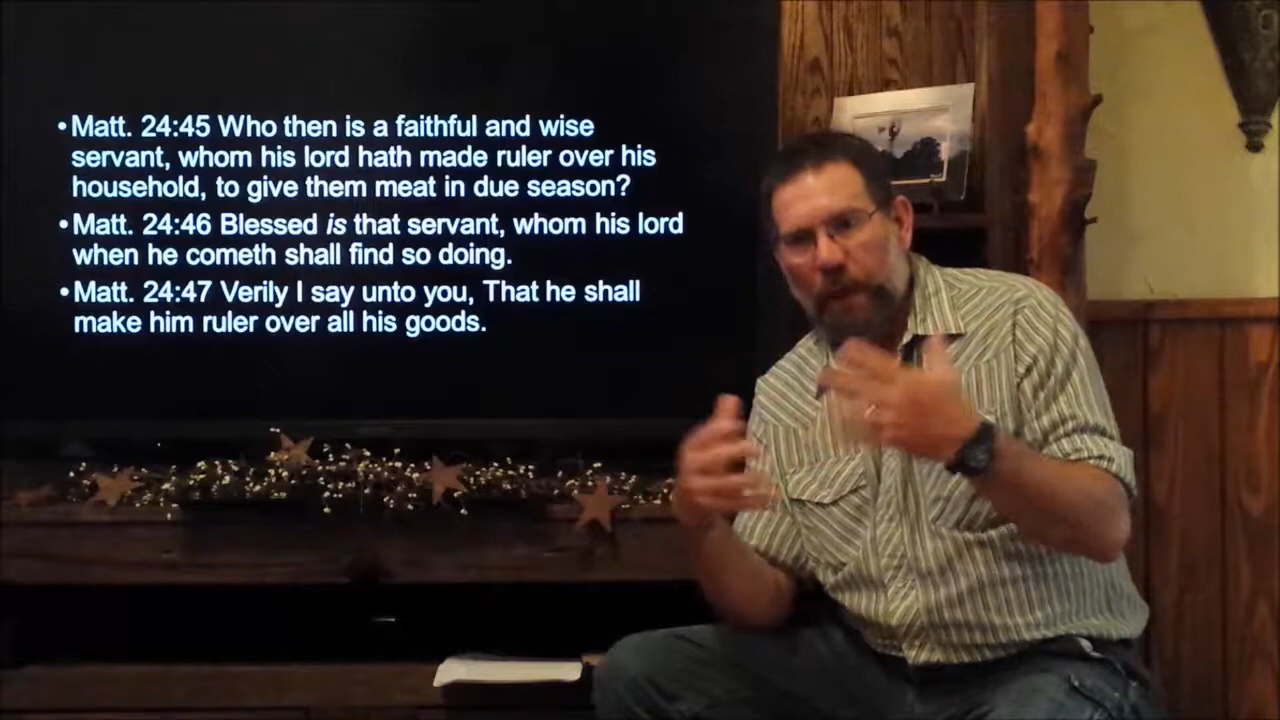 • Matt. 24:45 Who then is a faithful and wise
servant, whom his lord hath made ruler over his
household, to give them meat in due season?
• Matt. 24:46 Blessed is that servant, whom his lord
when he cometh shall find so doing.
• Matt. 24:47 Verily I say unto you, That he shall
make him ruler over all his goods.